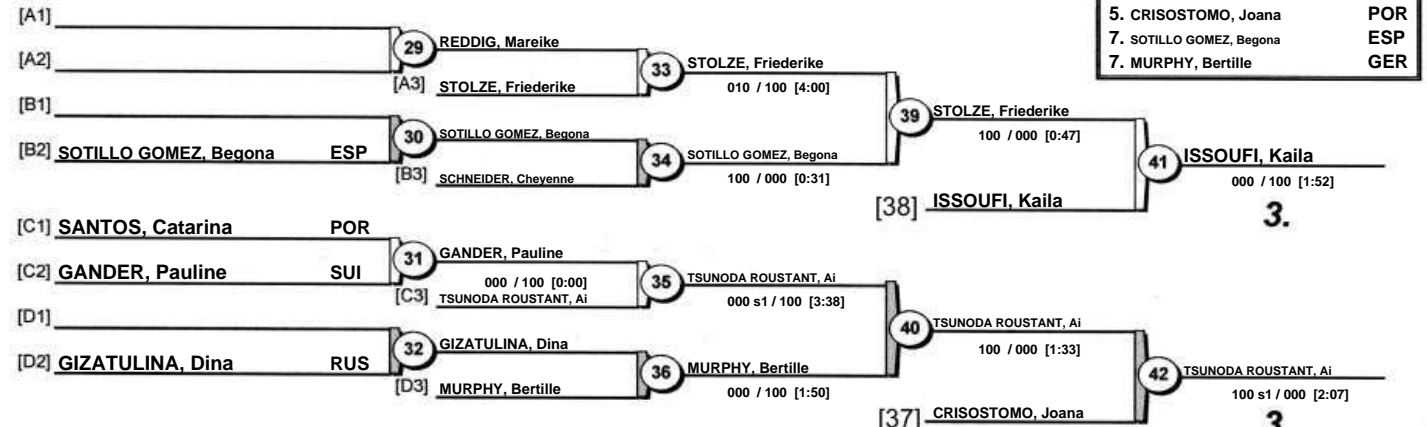 5. CRISOSTOMO, Joana POR
7. SOTILLO GOMEZ, Begona ESP
7. MURPHY, Bertille GER
[A1]
[A2]
29 REDDIG, Mareike
[A3] STOLZE, Friederike
33 STOLZE, Friederike
010 / 100 [4:00]
[B1]
[B2] SOTILLO GOMEZ, Begona ESP
30 SOTILLO GOMEZ, Begona
[B3] SCHNEIDER, Cheyenne
34 SOTILLO GOMEZ, Begona
100 / 000 [0:31]
39 STOLZE, Friederike
100 / 000 [0:47]
[38] ISSOUFI, Kaila
41 ISSOUFI, Kaila
000 / 100 [1:52]
3.
[C1] SANTOS, Catarina POR
[C2] GANDER, Pauline SUI
31 GANDER, Pauline
000 / 100 [0:00]
[C3] TSUNODA ROUSTANT, Ai
35 TSUNODA ROUSTANT, Ai
000 s1 / 100 [3:38]
[D1]
[D2] GIZATULINA, Dina RUS
32 GIZATULINA, Dina
[D3] MURPHY, Bertille
36 MURPHY, Bertille
000 / 100 [1:50]
40 TSUNODA ROUSTANT, Ai
100 / 000 [1:33]
[37] CRISOSTOMO, Joana
42 TSUNODA ROUSTANT, Ai
100 s1 / 000 [2:07]
3.